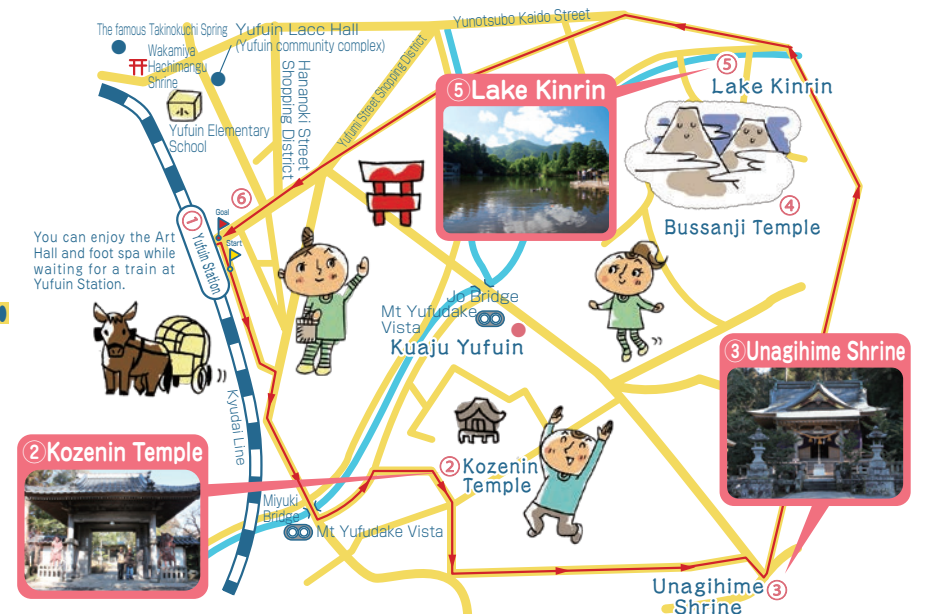 Yunotsubo Kaido Street
The famous Takinokuchi Spring
Yufuin Lacc Hall
(Yufuin community complex)
Wakamiya
Hachimangu
Shrine
小
Yufuin Elementary
School
Hananoki Street
Shopping District
Yufumi Street Shopping District
⑤Lake Kinrin
⑤
Lake Kinrin
④
Bussanji Temple
⑥
Goal
Start
① Yufuin Station
You can enjoy the Art
Hall and foot spa while
waiting for a train at
Yufuin Station.
Jo Bridge
Mt Yufudake
Vista
Kuaju Yufuin
③Unagihime Shrine
Kyudai Line
②Kozenin Temple
②Kozenin
Temple
Miyuki
Bridge
Mt Yufudake Vista
Unagihime③
Shrine